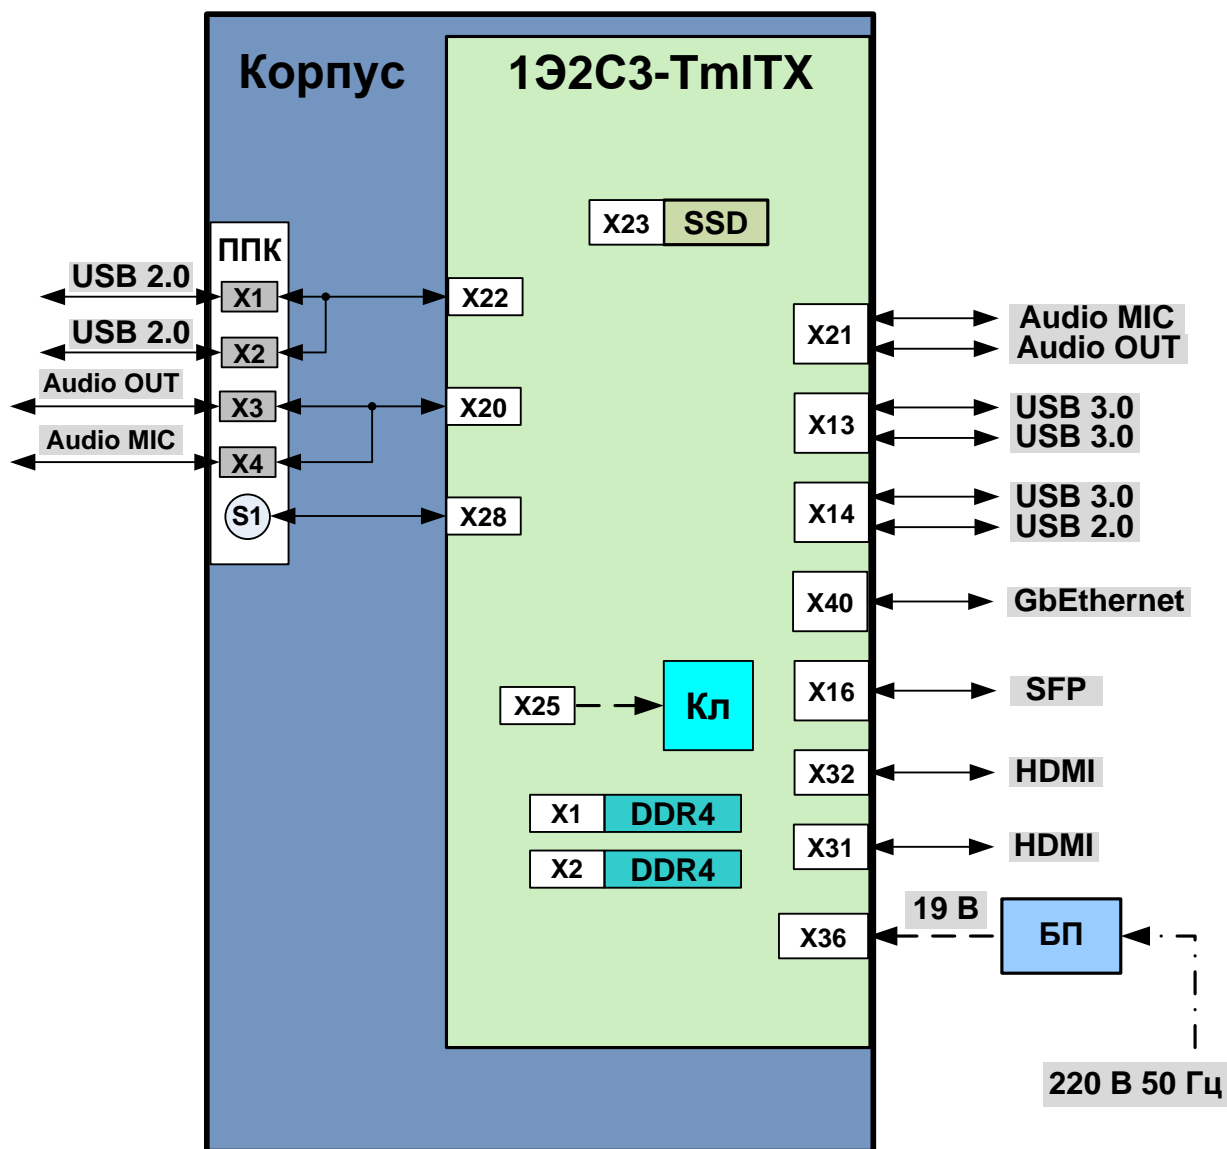 Корпус
1Э2С3-TmITX
X23
SSD
ППК
USB 2.0
X1
X22
USB 2.0
X2
Audio OUT
X3
X20
Audio MIC
X4
S1
X28
X21
Audio MIC
Audio OUT
X13
USB 3.0
USB 3.0
X14
USB 3.0
USB 2.0
X40
GbEthernet
X25
Кл
X16
SFP
X32
HDMI
X1
DDR4
X31
HDMI
X2
DDR4
X36
19 В
БП
220 В 50 Гц